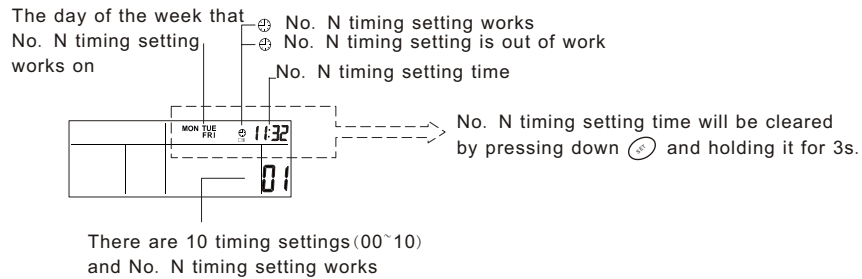 The day of the week that
No. N timing setting
works on
No. N timing setting works
No. N timing setting is out of work
No. N timing setting time
MON TUE
FRI
11:32
01
No. N timing setting time will be cleared
by pressing down SET and holding it for 3s.
There are 10 timing settings(00~10)
and No. N timing setting works